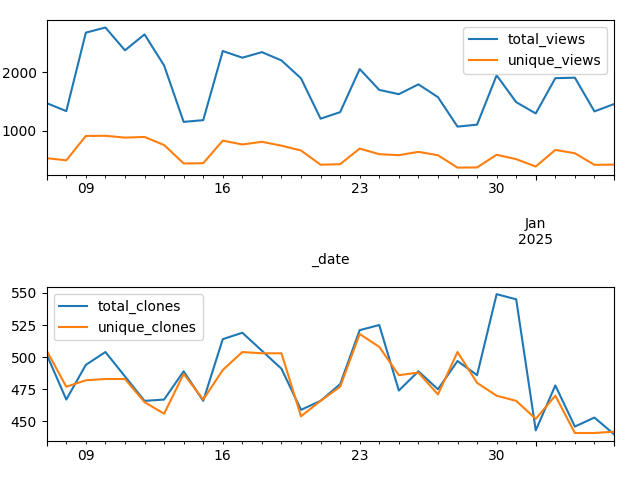 total_views
unique_views
2000
1000
09 16 23 30
Jan
2025
_date
total_clones
unique_clones
550
525
500
475
450
09 16 23 30